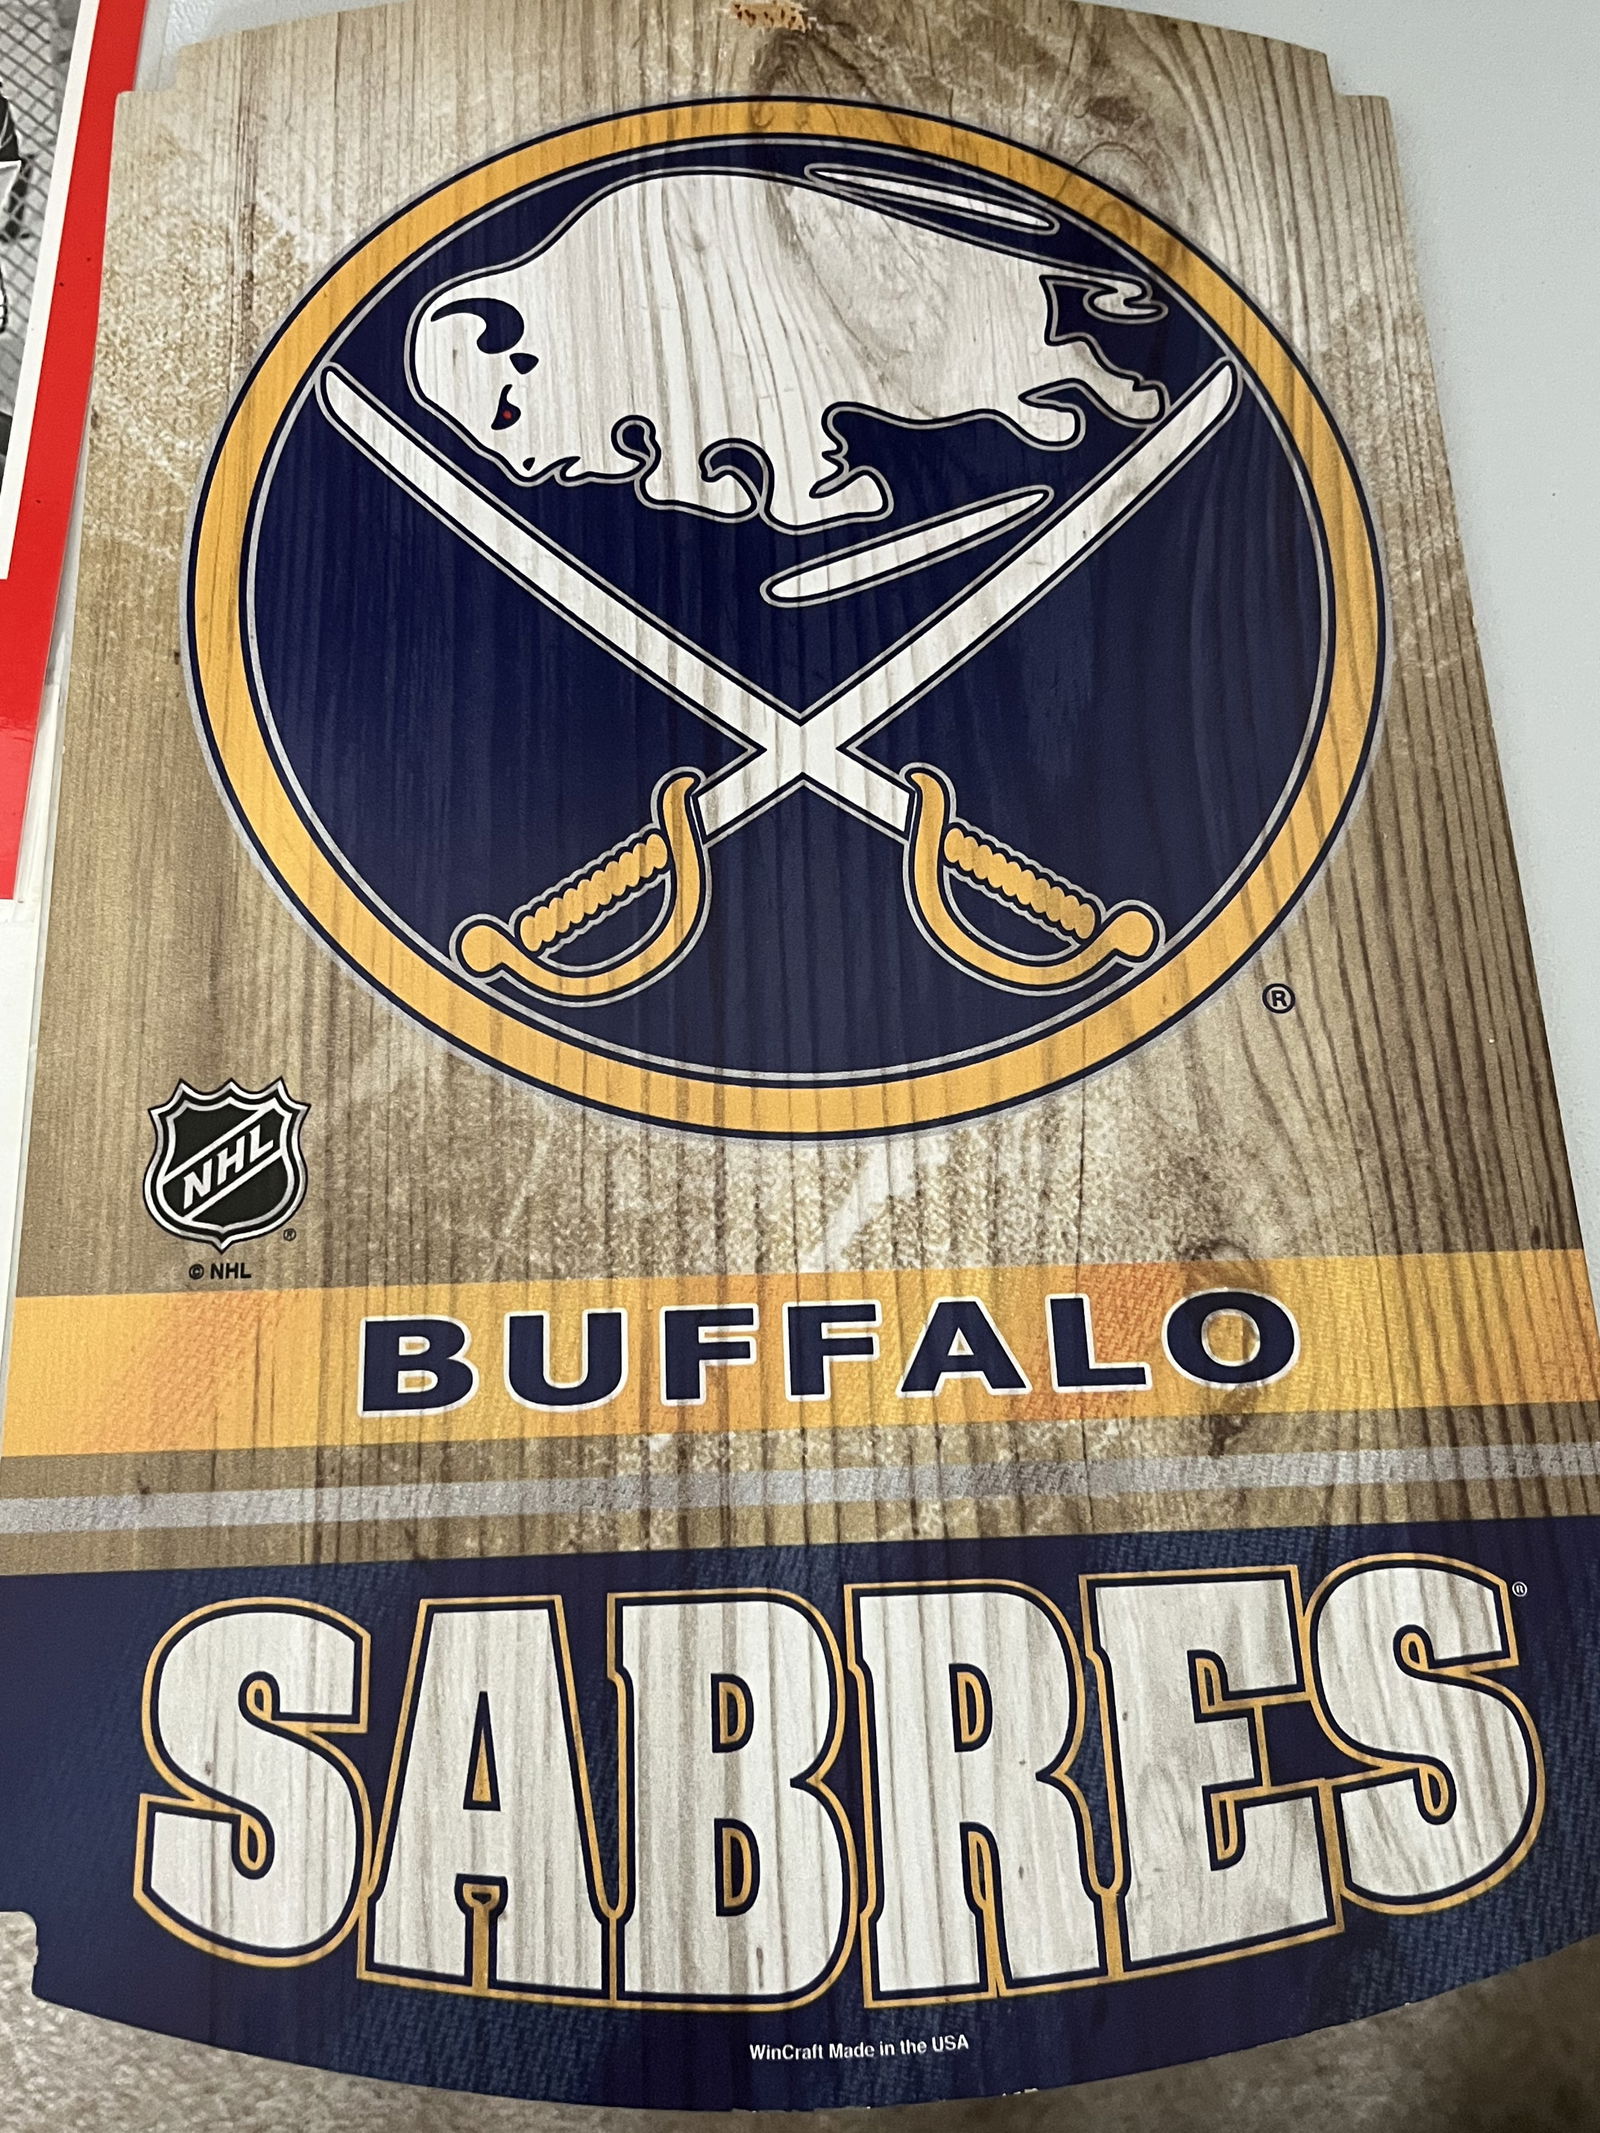 ®
NHL
®
© NHL
BUFFALO
SABRES®
WinCraft Made in the USA